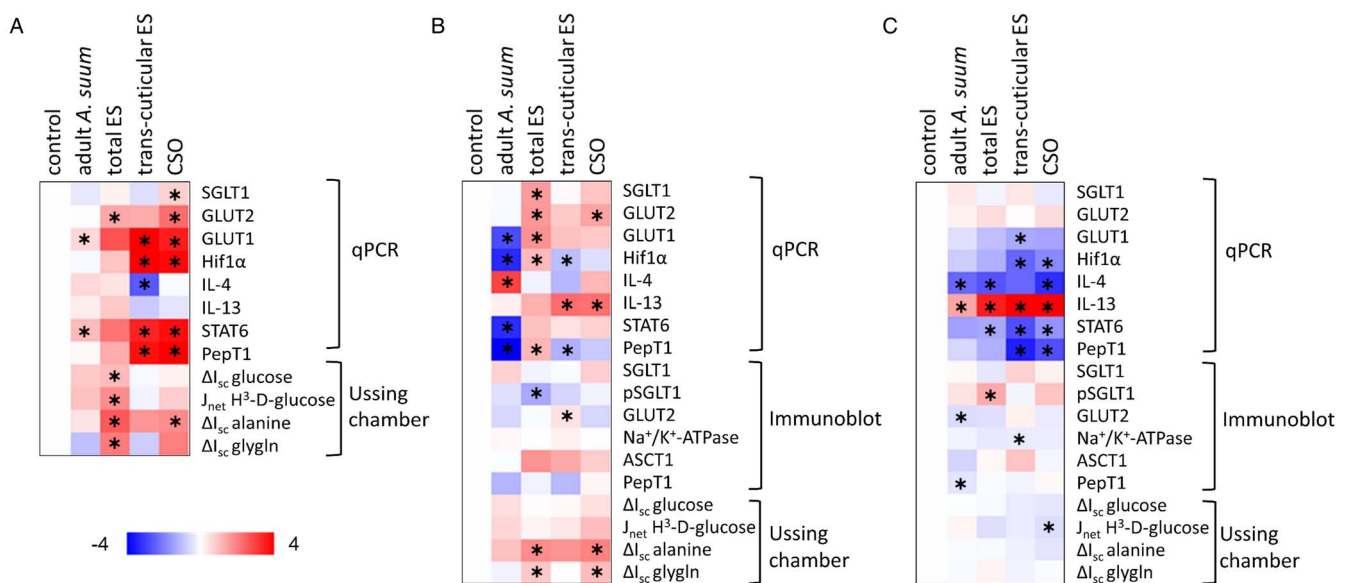 A
control
adult A. suum
total ES
trans-cuticular ES
CSO
SGLT1
GLUT2
GLUT1
Hif1α
IL-4
IL-13
STAT6
PepT1
qPCR
ΔIsc glucose
Jnet H³-D-glucose
ΔIsc alanine
ΔIsc glygln
Ussing
chamber
-4
4
B
control
adult A. suum
total ES
trans-cuticular ES
CSO
SGLT1
GLUT2
GLUT1
Hif1α
IL-4
IL-13
STAT6
PepT1
qPCR
SGLT1
pSGLT1
GLUT2
Na⁺/K⁺-ATPase
ASCT1
PepT1
Immunoblot
ΔIsc glucose
Jnet H³-D-glucose
ΔIsc alanine
ΔIsc glygln
Ussing
chamber
C
control
adult A. suum
total ES
trans-cuticular ES
CSO
SGLT1
GLUT2
GLUT1
Hif1α
IL-4
IL-13
STAT6
PepT1
qPCR
SGLT1
pSGLT1
GLUT2
Na⁺/K⁺-ATPase
ASCT1
PepT1
Immunoblot
ΔIsc glucose
Jnet H³-D-glucose
ΔIsc alanine
ΔIsc glygln
Ussing
chamber